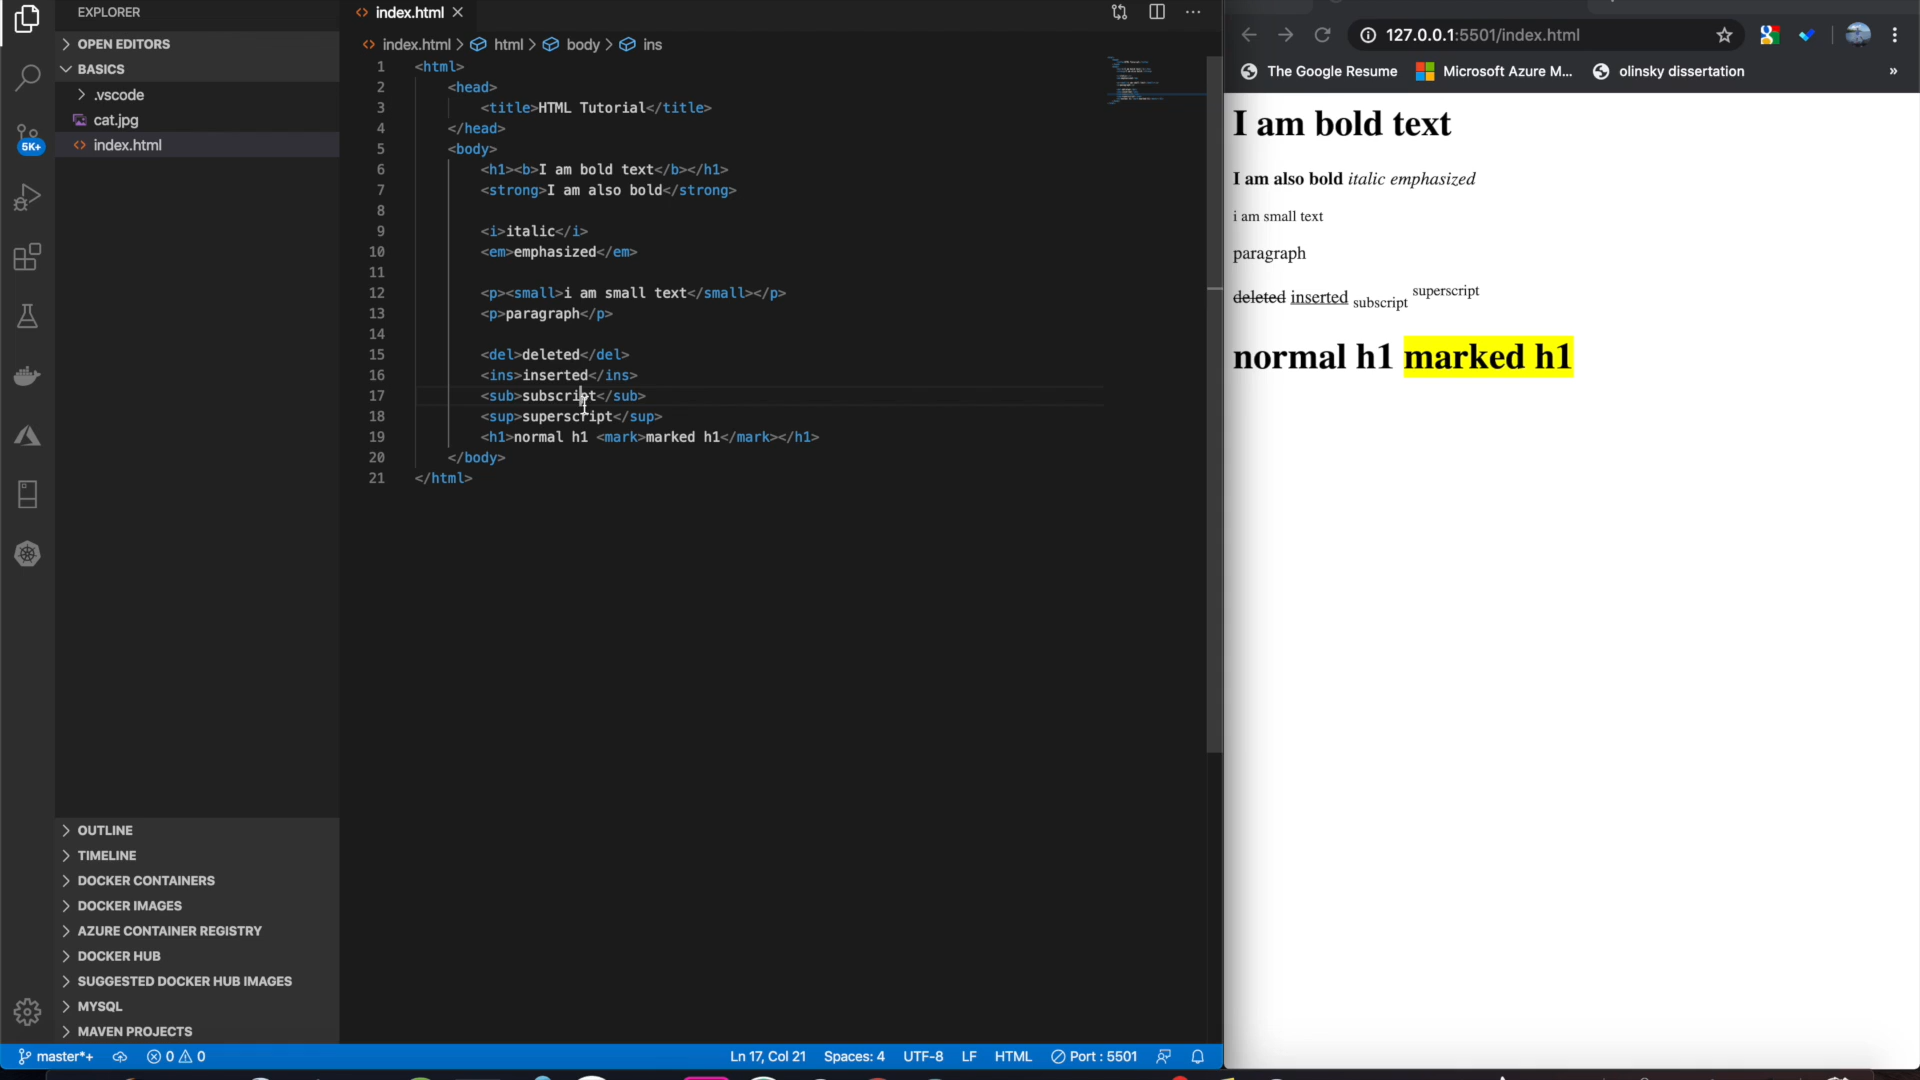 EXPLORER
OPEN EDITORS
BASICS
.vscode
cat.jpg
index.html
5K+
OUTLINE
TIMELINE
DOCKER CONTAINERS
DOCKER IMAGES
AZURE CONTAINER REGISTRY
DOCKER HUB
SUGGESTED DOCKER HUB IMAGES
MYSQL
MAVEN PROJECTS
index.html
index.html > html > body > ins
1 <html>
2 <head>
3 <title>HTML Tutorial</title>
4 </head>
5 <body>
6 <h1><b>I am bold text</b></h1>
7 <strong>I am also bold</strong>
8
9 <i>italic</i>
10 <em>emphasized</em>
11
12 <p><small>i am small text</small></p>
13 <p>paragraph</p>
14
15 <del>deleted</del>
16 <ins>inserted</ins>
17 <sub>subscript</sub>
18 <sup>superscript</sup>
19 <h1>normal h1 <mark>marked h1</mark></h1>
20 </body>
21 </html>
master*+ 0 0 Ln 17, Col 21 Spaces: 4 UTF-8 LF HTML Port : 5501
127.0.0.1:5501/index.html
The Google Resume Microsoft Azure M... olinsky dissertation »
I am bold text
I am also bold italic emphasized
i am small text
paragraph
deleted inserted subscript superscript
normal h1 marked h1